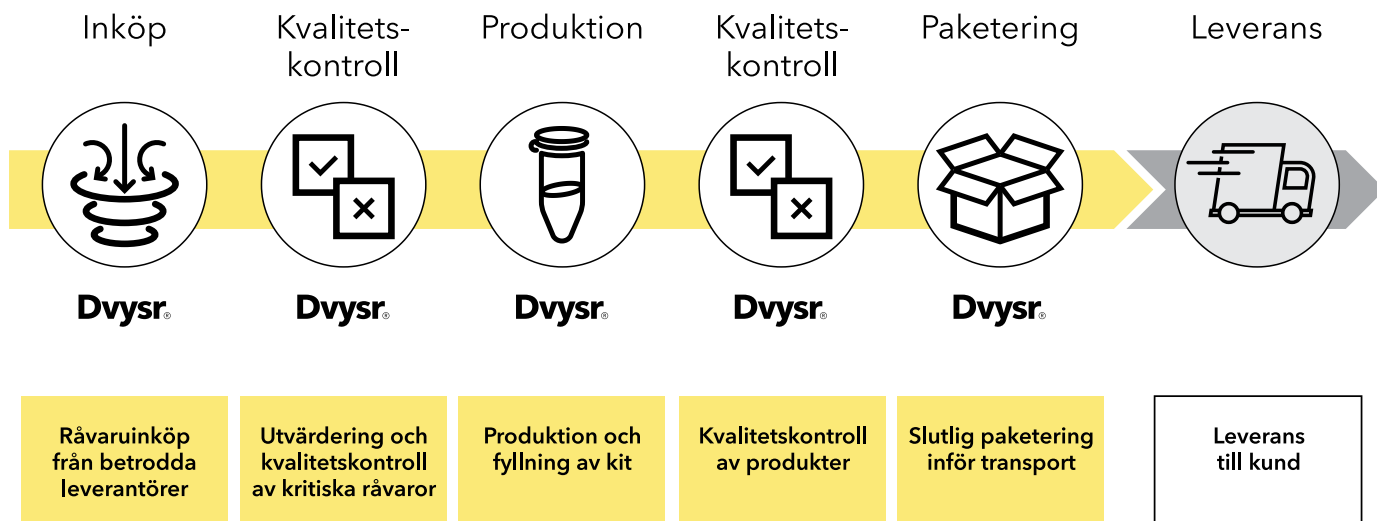 Inköp
Kvalitets-
kontroll
Produktion
Kvalitets-
kontroll
Paketering
Leverans
Dvysr®
Dvysr®
Dvysr®
Dvysr®
Dvysr®
Råvaruinköp
från betrodda
leverantörer
Utvärdering och
kvalitetskontroll
av kritiska råvaror
Produktion och
fyllning av kit
Kvalitetskontroll
av produkter
Slutlig paketering
inför transport
Leverans
till kund